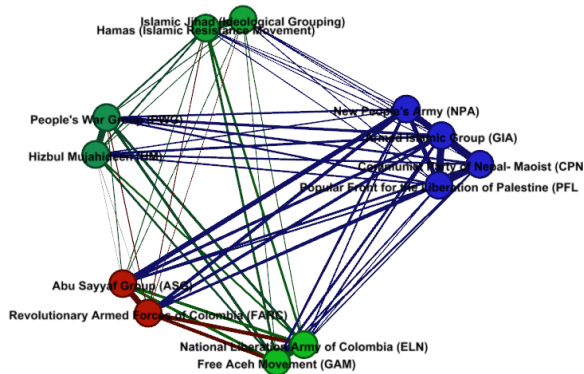 Islamic Jihad (Ideological Grouping)
Hamas (Islamic Resistance Movement)
New People's Army (NPA)
People's War Group (PWG)
Armed Islamic Group (GIA)
Hizbul Mujahideen (HM)
Communist Party of Nepal- Maoist (CPN
Popular Front for the Liberation of Palestine (PFL
Abu Sayyaf Group (ASG)
Revolutionary Armed Forces of Colombia (FARC)
National Liberation Army of Colombia (ELN)
Free Aceh Movement (GAM)